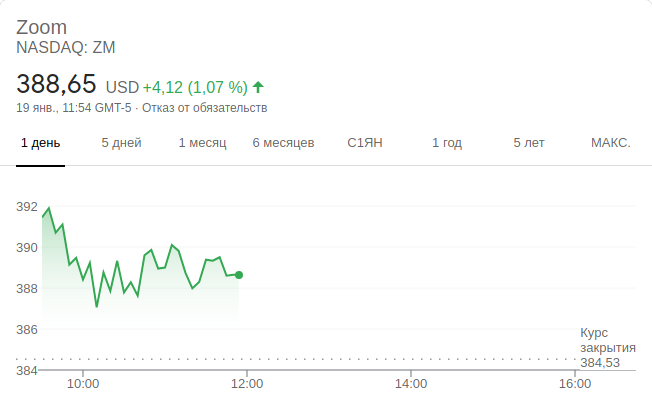 Zoom
NASDAQ: ZM
388,65 USD +4,12 (1,07 %)
19 янв., 11:54 GMT-5 · Отказ от обязательств
1 день 5 дней 1 месяц 6 месяцев С1ЯН 1 год 5 лет МАКС.
392
390
388
386
Курс
закрытия
384,53
384
10:00 12:00 14:00 16:00